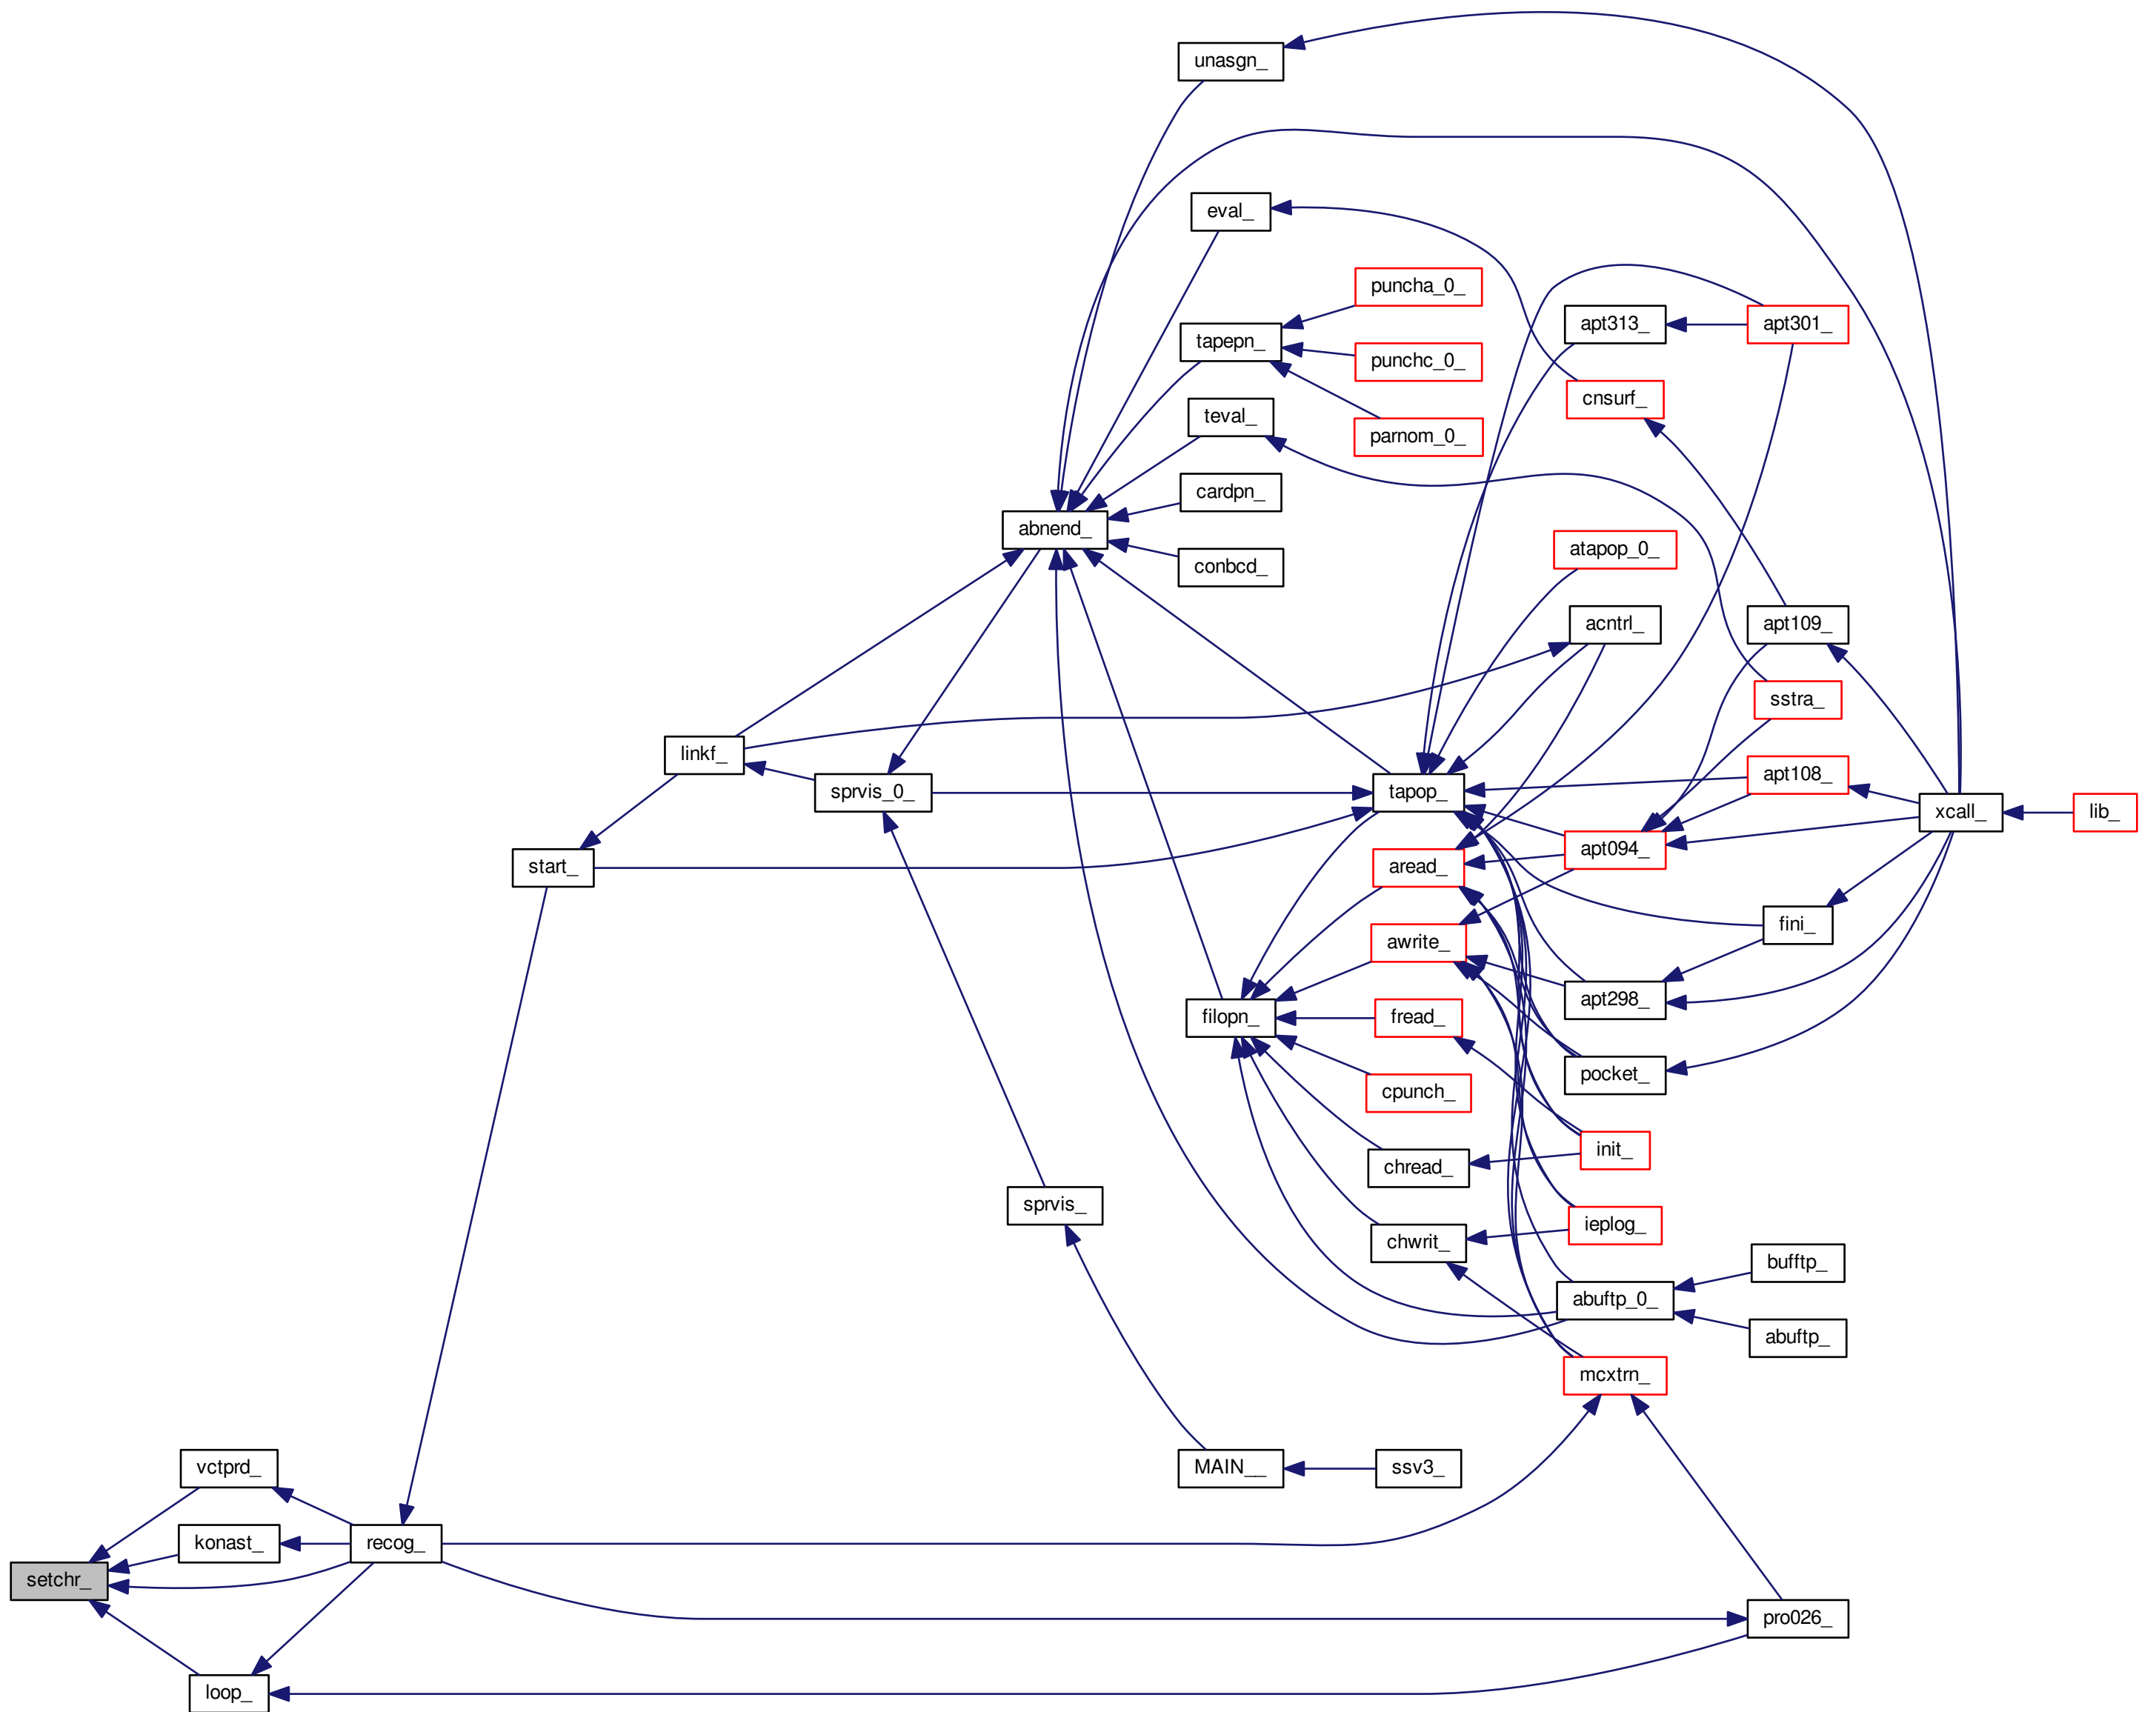 unasgn_
eval_
puncha_0_
tapepn_
apt313_
apt301_
punchc_0_
cnsurf_
teval_
parnom_0_
cardpn_
abnend_
atapop_0_
conbcd_
acntrl_
apt109_
sstra_
linkf_
apt108_
sprvis_0_
tapop_
xcall_
lib_
apt094_
start_
aread_
fini_
awrite_
apt298_
filopn_
fread_
pocket_
cpunch_
init_
chread_
sprvis_
ieplog_
chwrit_
bufftp_
abuftp_0_
abuftp_
mcxtrn_
vctprd_
MAIN__
ssv3_
konast_
recog_
setchr_
pro026_
loop_